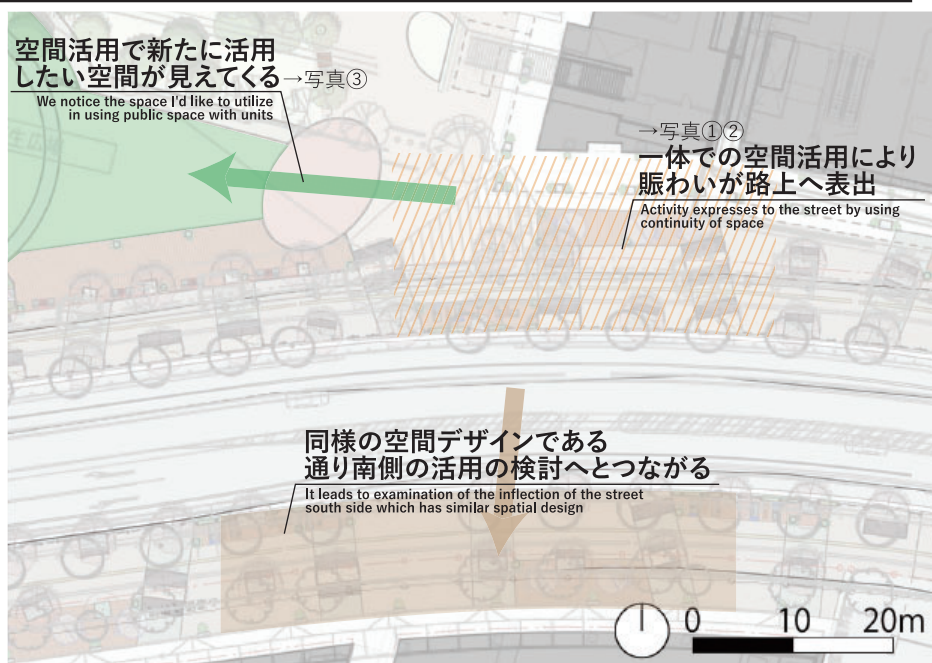 空間活用で新たに活用
したい空間が見えてくる→写真③
We notice the space I'd like to utilize
in using public space with units
→写真①②
一体での空間活用により
賑わいが路上へ表出
Activity expresses to the street by using
continuity of space
同様の空間デザインである
通り南側の活用の検討へとつながる
It leads to examination of the inflection of the street
south side which has similar spatial design
0 10 20m